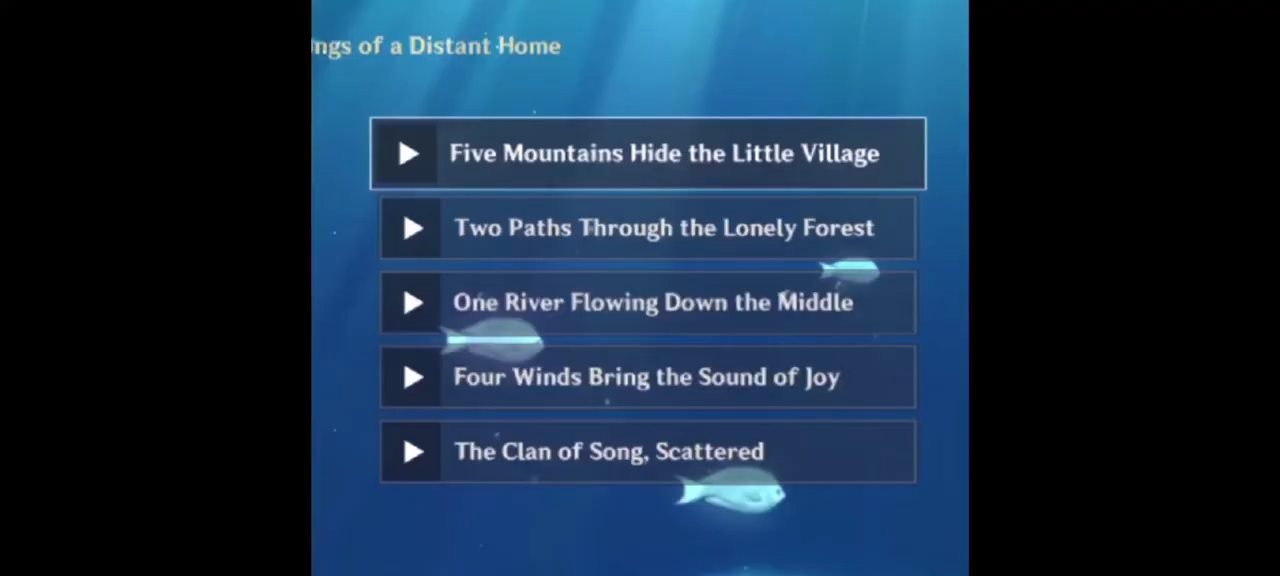 ngs of a Distant Home
Five Mountains Hide the Little Village
Two Paths Through the Lonely Forest
One River Flowing Down the Middle
Four Winds Bring the Sound of Joy
The Clan of Song, Scattered